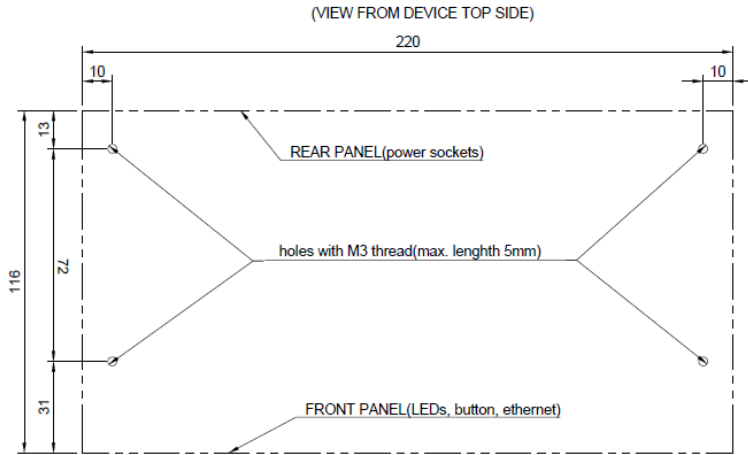 (VIEW FROM DEVICE TOP SIDE)
220
10
10
13
REAR PANEL(power sockets)
holes with M3 thread(max. lenghth 5mm)
72
116
31
FRONT PANEL(LEDs, button, ethernet)